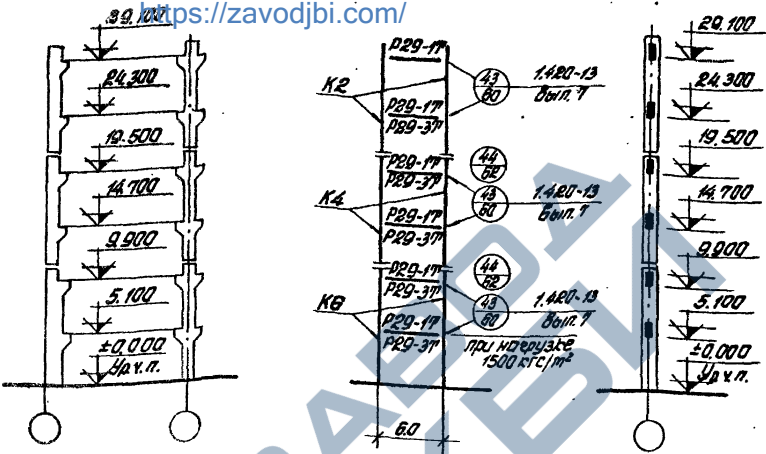 https://zavodjbi.com/
39.100
24.300
19.500
14.700
9.900
5.100
±0.000
Ур.ч.п.
Р29-1т
К2
43
60
1.420-13
Вып. 7
Р29-1т
Р29-3т
Р29-1т
Р29-3т
44
62
К4
43
60
1.420-13
Вып. 7
Р29-1т
Р29-3т
Р29-1т
Р29-3т
44
62
К6
43
60
1.420-13
Вып. 7
Р29-1т
Р29-3т
при нагрузке
1500 кгс/м²
6.0
29.100
24.300
19.500
14.700
9.900
5.100
±0.000
Ур.ч.п.